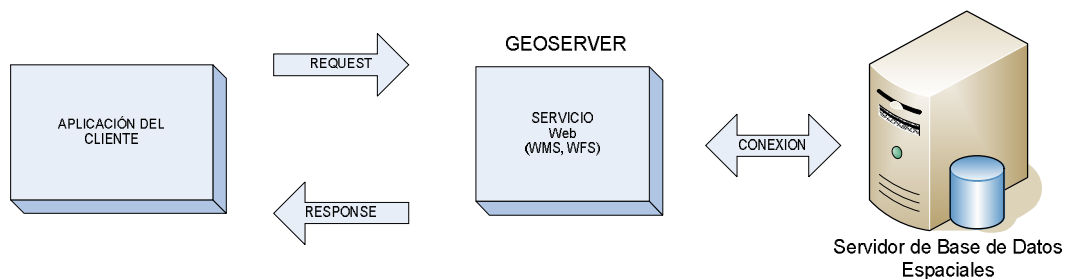 APLICACIÓN DEL
CLIENTE
REQUEST
RESPONSE
GEOSERVER
SERVICIO
Web
(WMS, WFS)
CONEXION
Servidor de Base de Datos
Espaciales